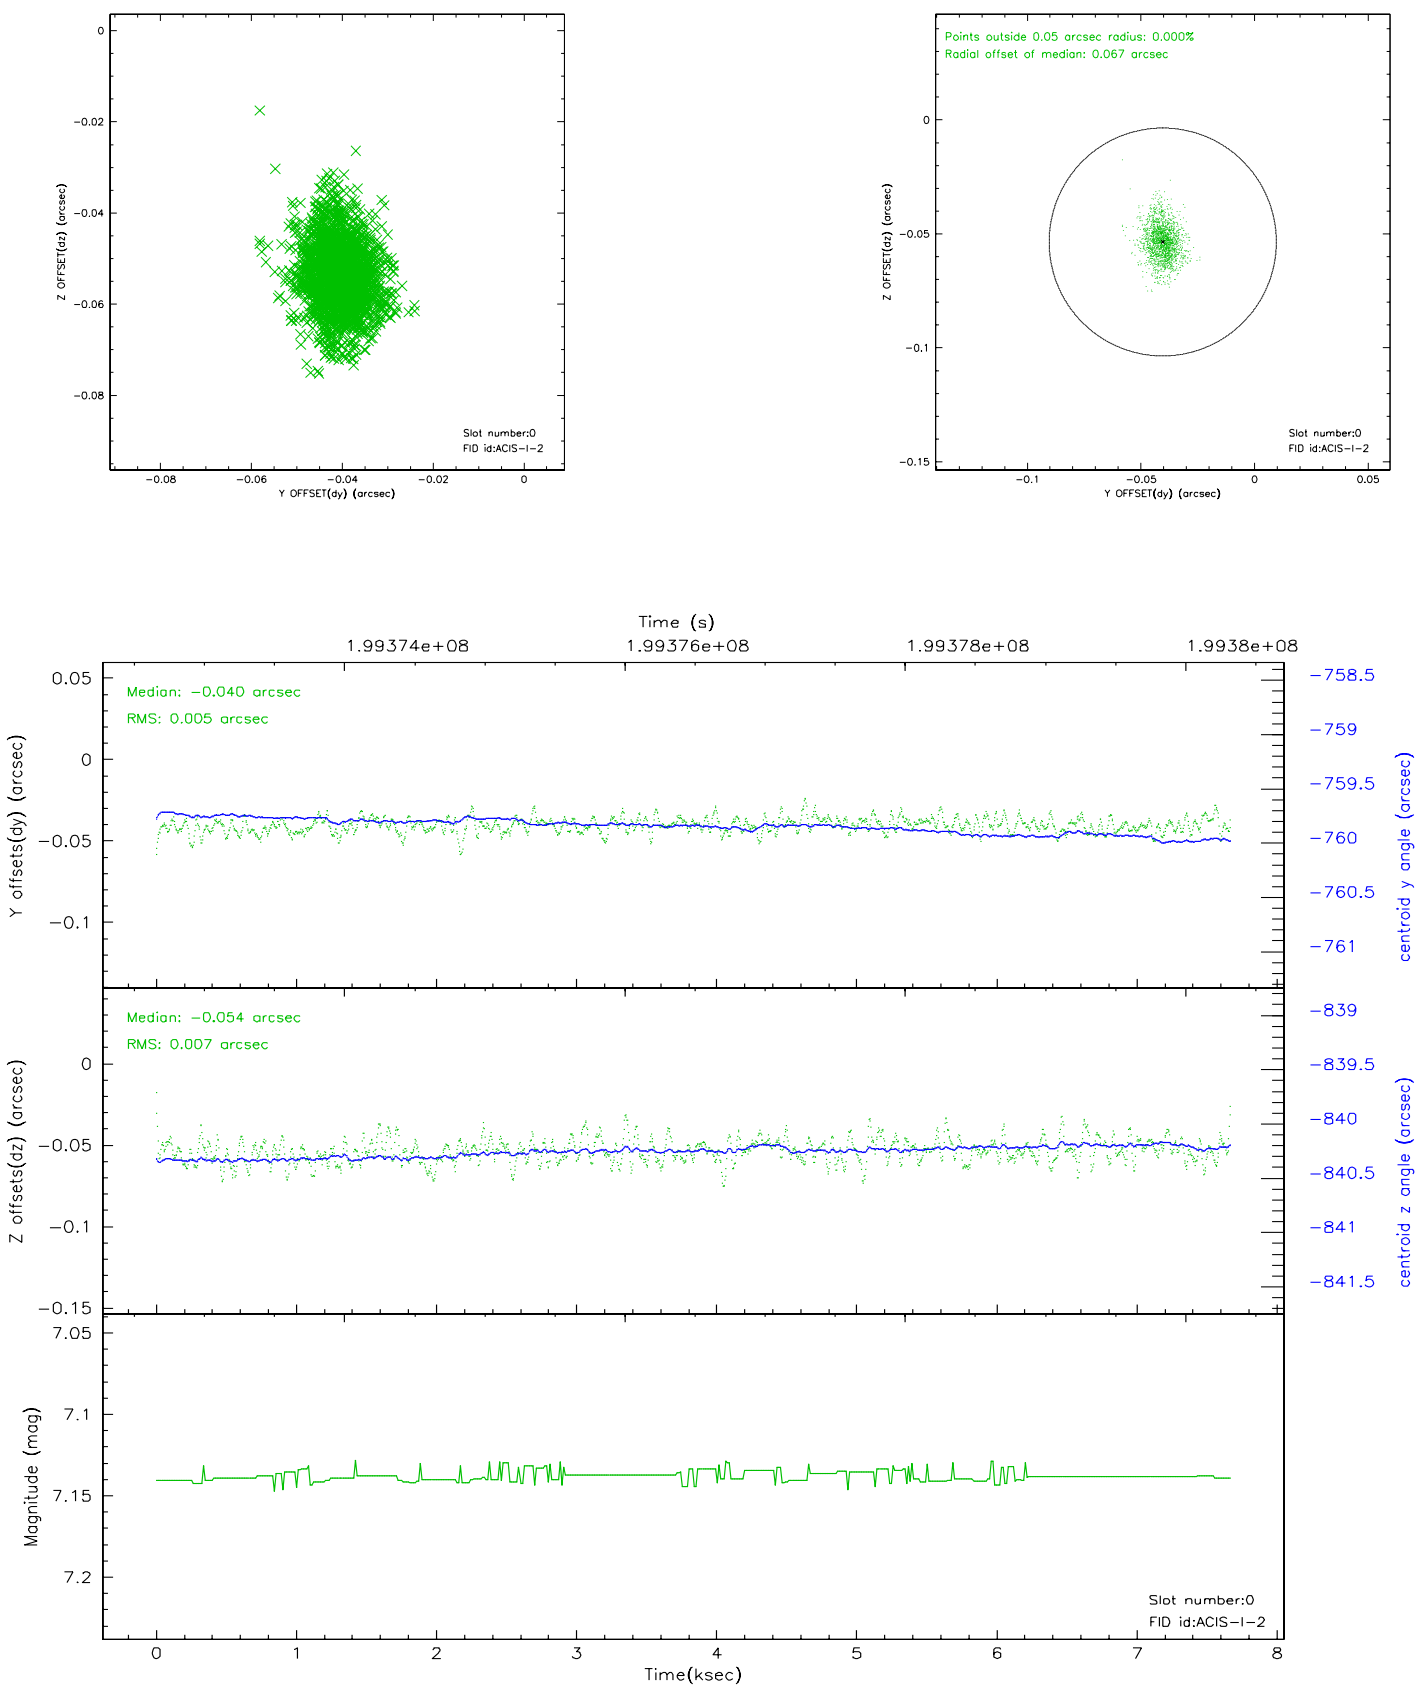 0
-0.02
-0.04
-0.06
-0.08
Z OFFSET(dz) (arcsec)
Slot number:0
FID id:ACIS-I-2
-0.08 -0.06 -0.04 -0.02 0
Y OFFSET(dy) (arcsec)
Points outside 0.05 arcsec radius: 0.000%
Radial offset of median: 0.067 arcsec
0
-0.05
-0.1
-0.15
Z OFFSET(dz) (arcsec)
Slot number:0
FID id:ACIS-I-2
-0.1 -0.05 0 0.05
Y OFFSET(dy) (arcsec)
Time (s)
1.99374e+08 1.99376e+08 1.99378e+08 1.9938e+08
Median: -0.040 arcsec
RMS: 0.005 arcsec
0.05
0
-0.05
-0.1
Y offsets(dy) (arcsec)
-758.5
-759
-759.5
-760
-760.5
-761
centroid y angle (arcsec)
Median: -0.054 arcsec
RMS: 0.007 arcsec
0
-0.05
-0.1
-0.15
Z offsets(dz) (arcsec)
-839
-839.5
-840
-840.5
-841
-841.5
centroid z angle (arcsec)
7.05
7.1
7.15
7.2
Magnitude (mag)
Slot number:0
FID id:ACIS-I-2
0 1 2 3 4 5 6 7 8
Time(ksec)